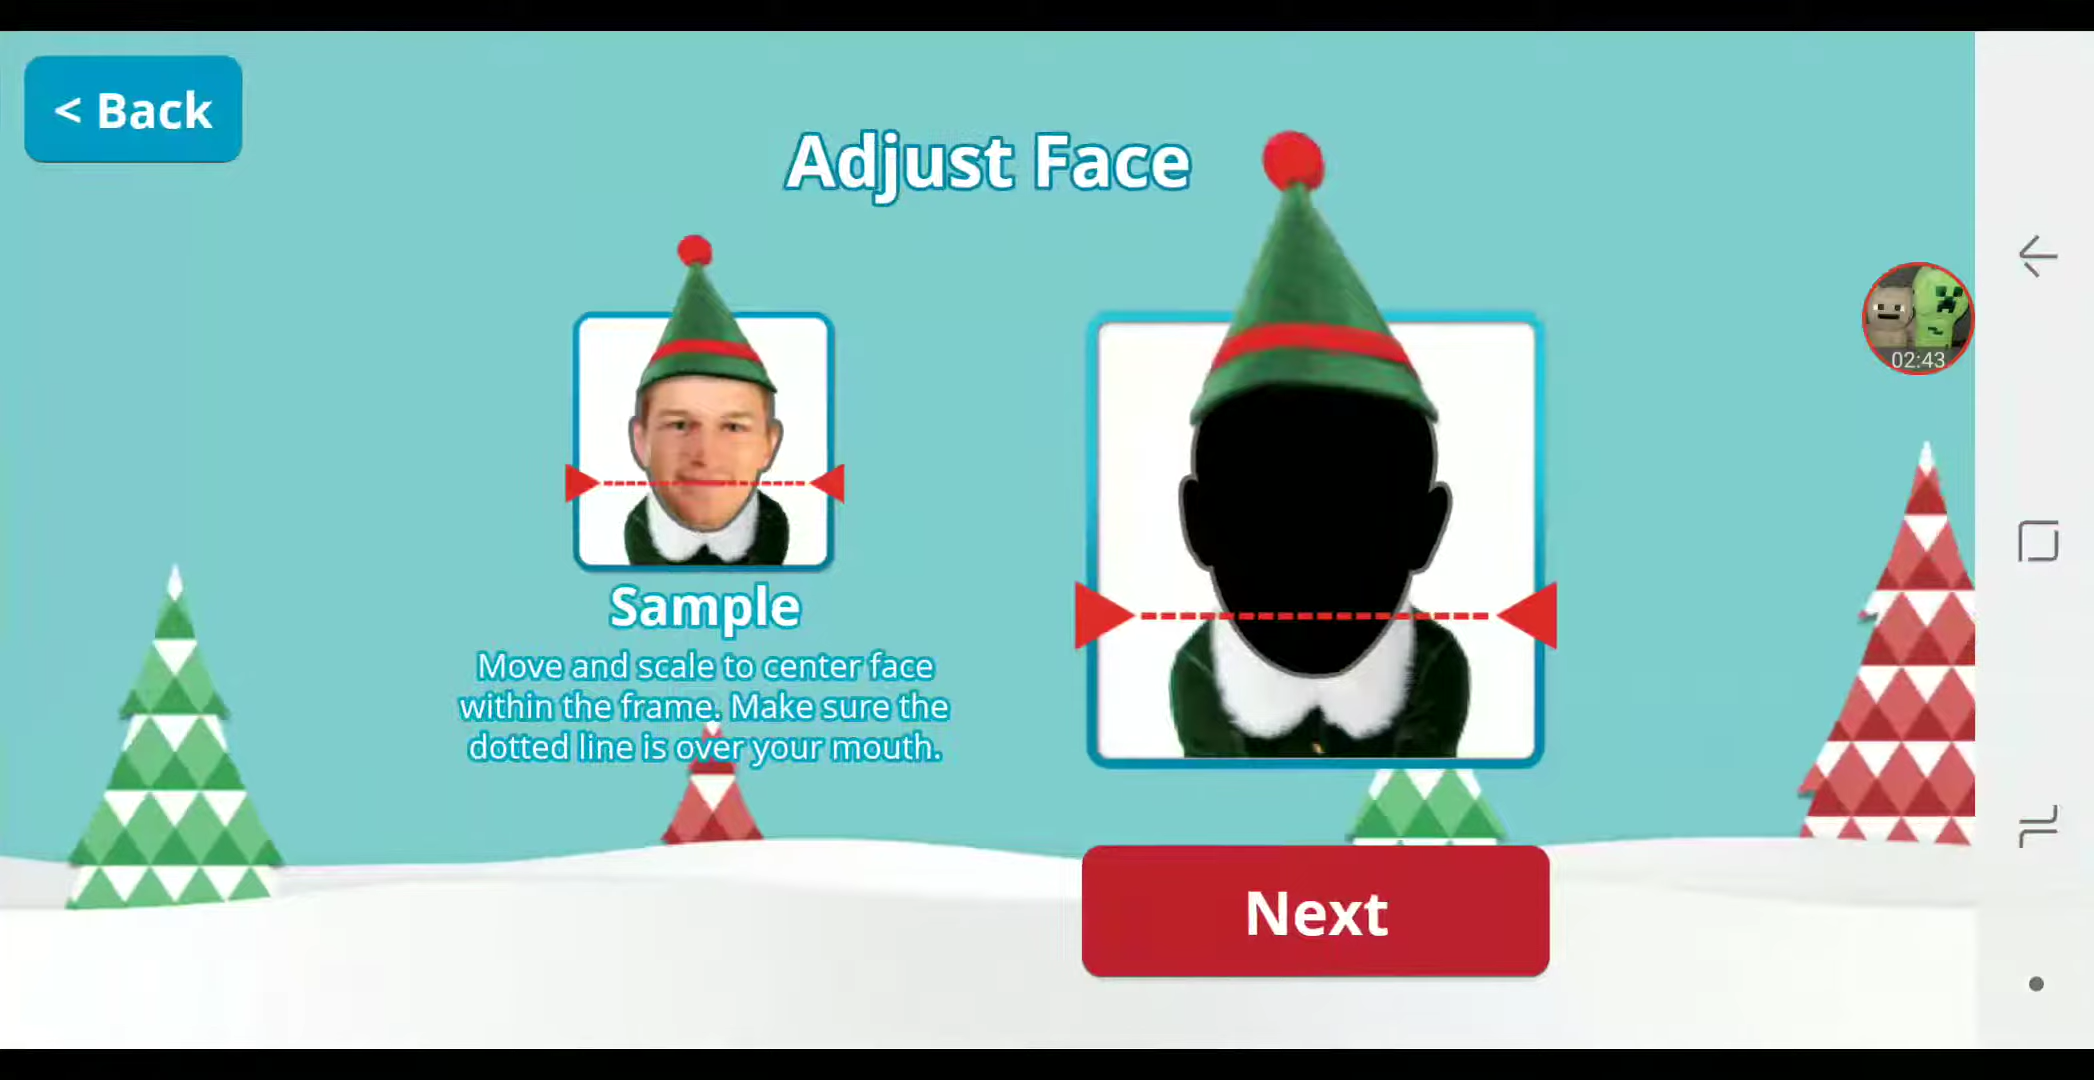 < Back
Adjust Face
02:43
Sample
Move and scale to center face
within the frame. Make sure the
dotted line is over your mouth.
Next